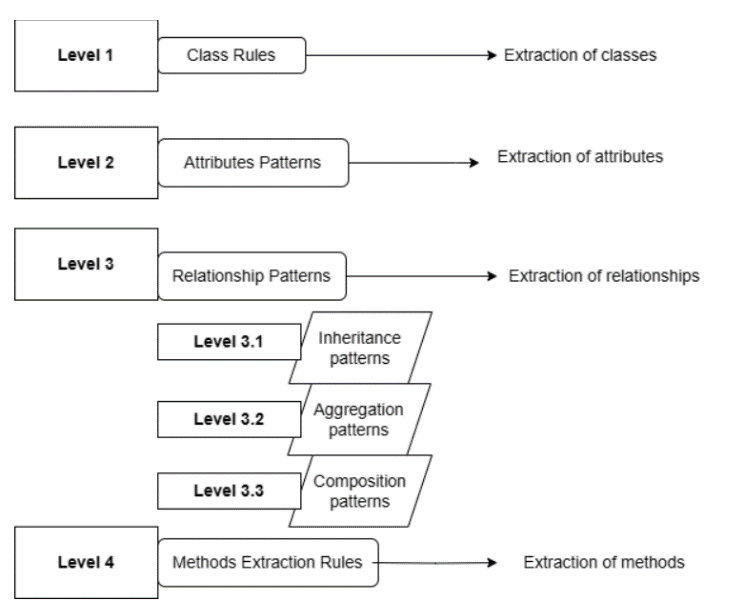 Level 1
Class Rules
Extraction of classes
Level 2
Attributes Patterns
Extraction of attributes
Level 3
Relationship Patterns
Extraction of relationships
Level 3.1
Inheritance
patterns
Level 3.2
Aggregation
patterns
Level 3.3
Composition
patterns
Level 4
Methods Extraction Rules
Extraction of methods